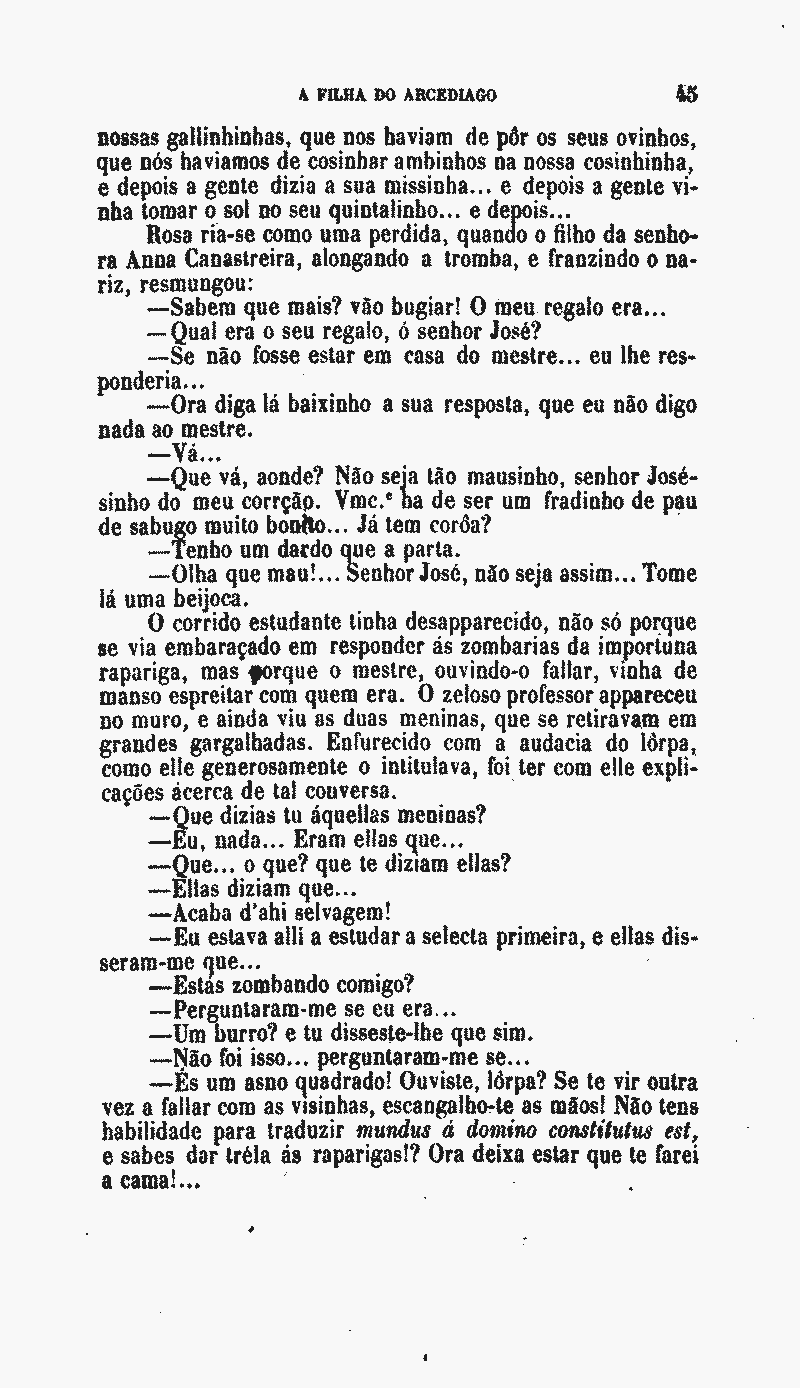 A FILHA DO ARCEDIAGO 45
nossas gallinhinhas, que nos haviam de pôr os seus ovinhos,
que nós haviamos de cosinhar ambinhos na nossa cosinhinha,
e depois a gente dizia a sua missinha... e depois a gente vi-
nha tomar o sol no seu quintalinho... e depois...
Rosa ria-se como uma perdida, quando o filho da senho-
ra Anna Canastreira, alongando a tromba, e franzindo o na-
riz, resmungou:
—Sabem que mais? vão bugiar! O meu regalo era...
—Qual era o seu regalo, ó senhor José?
—Se não fosse estar em casa do mestre... eu lhe res-
ponderia...
—Ora diga lá baixinho a sua resposta, que eu não digo
nada ao mestre.
—Vá...
—Que vá, aonde? Não seja tão mausinho, senhor José-
sinho do meu corrção. Vmc.e ha de ser um fradinho de pau
de sabugo muito bonito... Já tem corôa?
—Tenho um dardo que a parta.
—Olha que mau!... Senhor José, não seja assim... Tome
lá uma beijoca.
O corrido estudante tinha desapparecido, não só porque
se via embaraçado em responder ás zombarias da importuna
rapariga, mas porque o mestre, ouvindo-o fallar, vinha de
manso espreitar com quem era. O zeloso professor appareceu
no muro, e ainda viu as duas meninas, que se retiravam em
grandes gargalhadas. Enfurecido com a audacia do lôrpa,
como elle generosamente o intitulava, foi ter com elle expli-
cações ácerca de tal conversa.
—Que dizias tu áquellas meninas?
—Eu, nada... Eram ellas que...
—Que... o que? que te diziam ellas?
—Ellas diziam que...
—Acaba d'ahi selvagem!
—Eu estava alli a estudar a selecta primeira, e ellas dis-
seram-me que...
—Estás zombando comigo?
—Perguntaram-me se eu era...
—Um burro? e tu disseste-lhe que sim.
—Não foi isso... perguntaram-me se...
—És um asno quadrado! Ouviste, lôrpa? Se te vir outra
vez a fallar com as visinhas, escangalho-te as mãos! Não tens
habilidade para traduzir mundus á domino constitutus est,
e sabes dar tréla ás raparigas!? Ora deixa estar que te farei
a cama!...